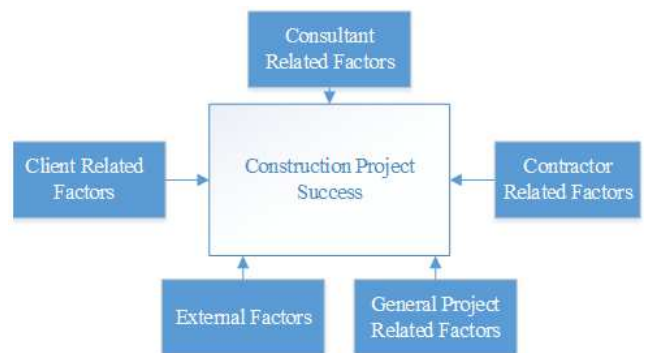 Consultant
Related Factors
Client Related
Factors
Construction Project
Success
Contractor
Related Factors
External Factors
General Project
Related Factors